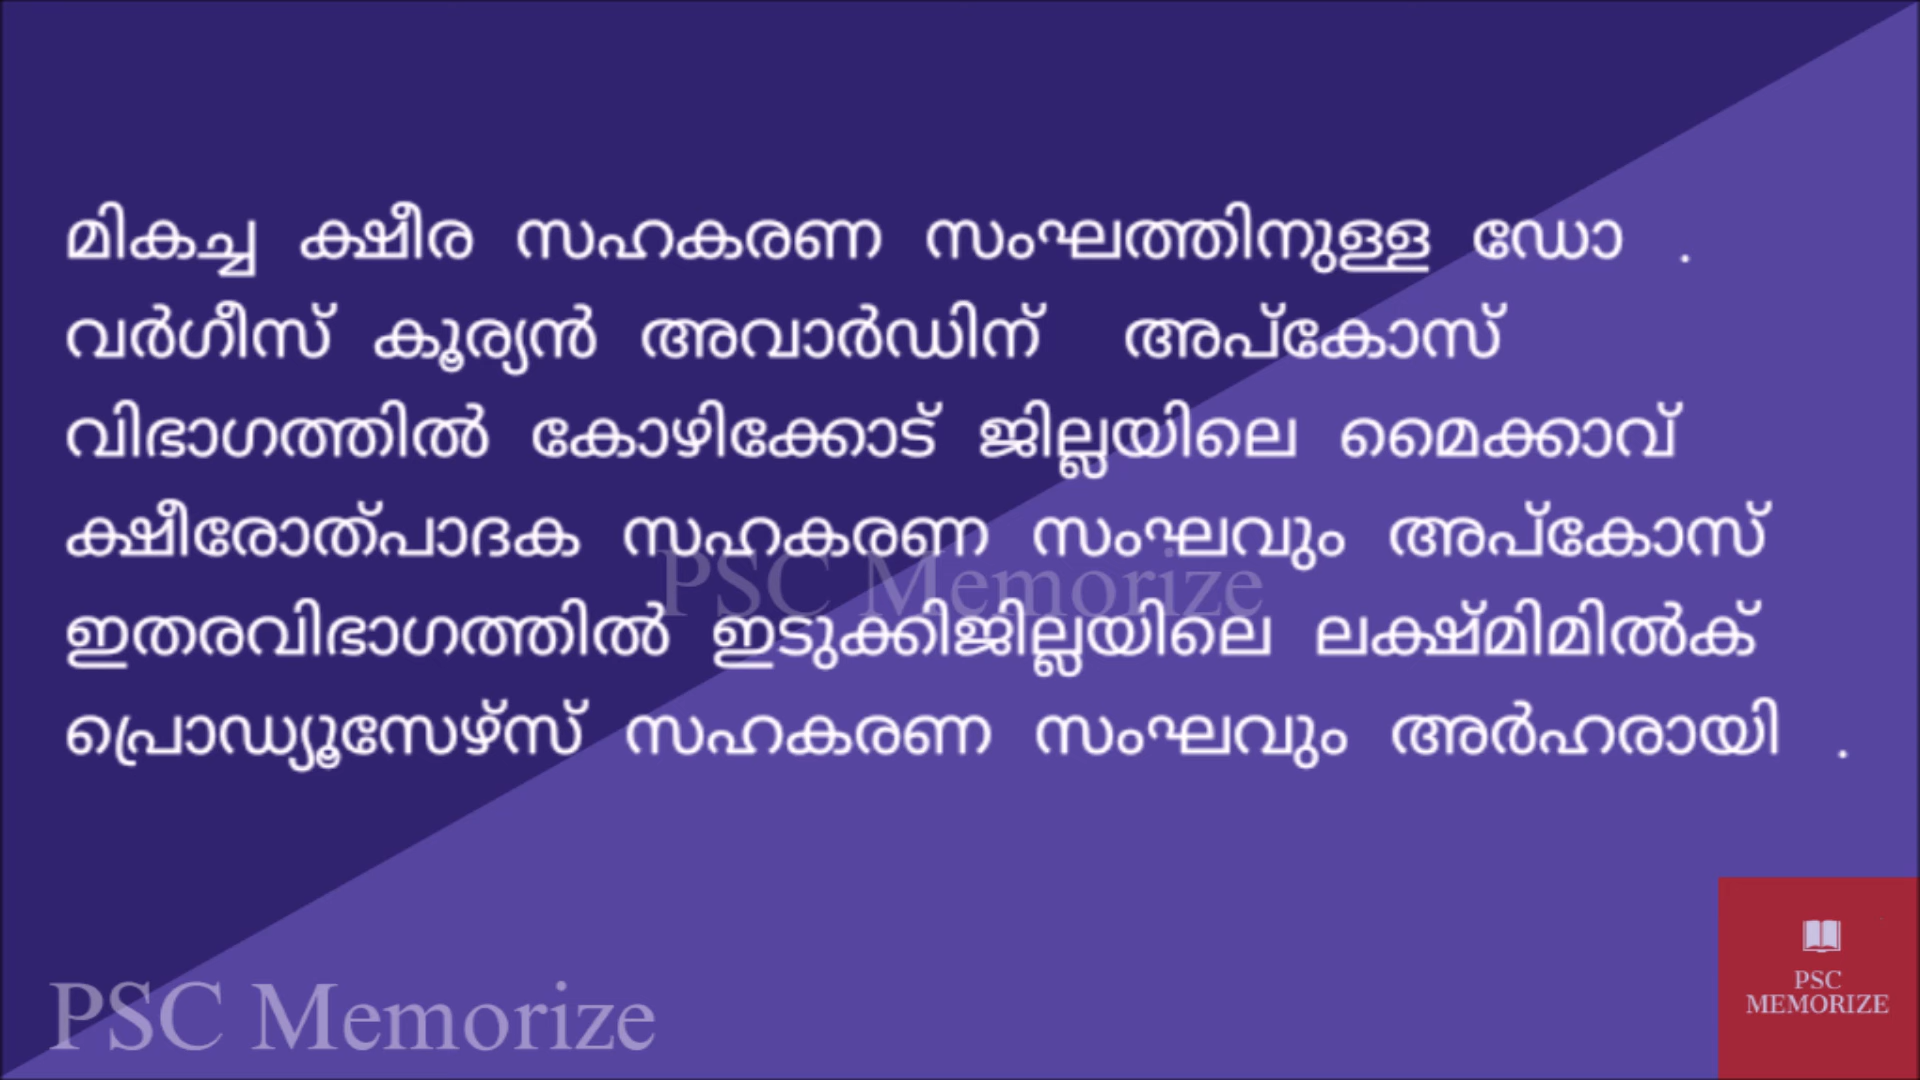 മികച്ച ക്ഷീര സഹകരണ സംഘത്തിനുള്ള ഡോ .
വർഗീസ് കൂര്യൻ അവാർഡിന് അപ്കോസ്
വിഭാഗത്തിൽ കോഴിക്കോട് ജില്ലയിലെ മൈക്കാവ്
ക്ഷീരോത്പാദക സഹകരണ സംഘവും അപ്കോസ്
ഇതരവിഭാഗത്തിൽ ഇടുക്കിജില്ലയിലെ ലക്ഷ്മിമിൽക്
പ്രൊഡ്യൂസേഴ്സ് സഹകരണ സംഘവും അർഹരായി .
PSC Memorize
PSC Memorize
PSC
MEMORIZE